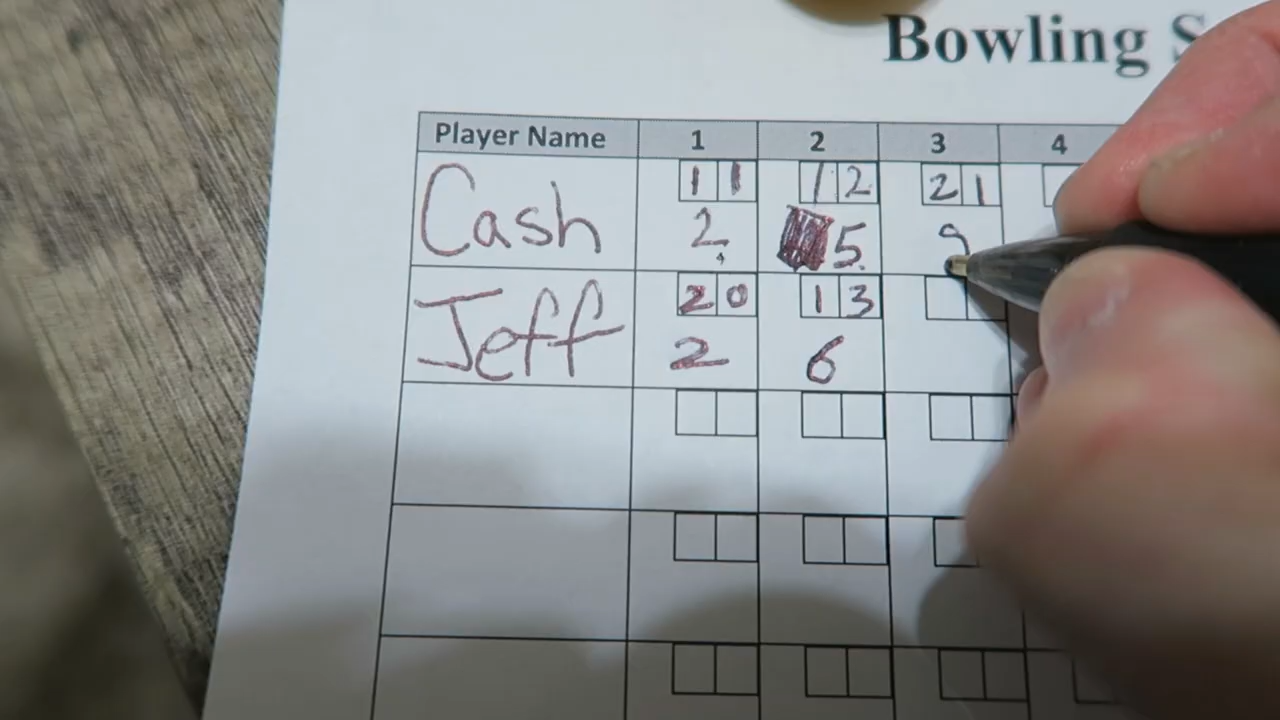 Bowling S
Player Name 1 2 3 4
1 1 1 2 2 1
Cash 2 5
2 0 1 3
Jeff 2 6